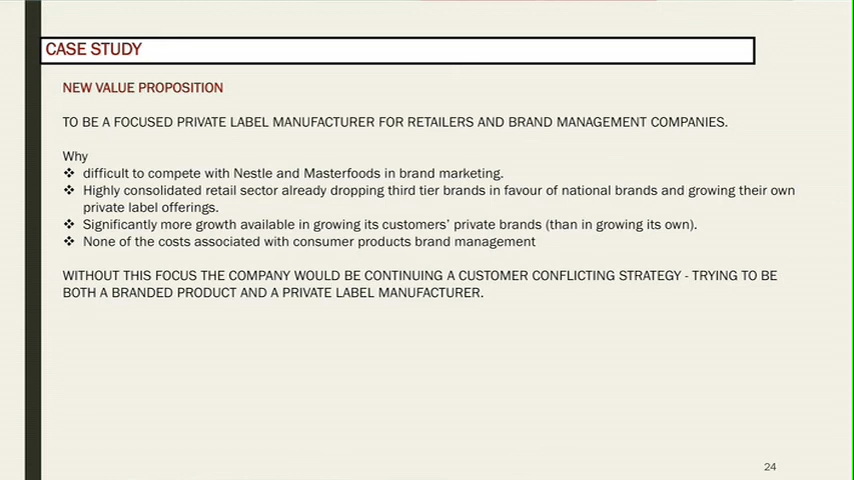 CASE STUDY
NEW VALUE PROPOSITION
TO BE A FOCUSED PRIVATE LABEL MANUFACTURER FOR RETAILERS AND BRAND MANAGEMENT COMPANIES.
Why
❖ difficult to compete with Nestle and Masterfoods in brand marketing.
❖ Highly consolidated retail sector already dropping third tier brands in favour of national brands and growing their own
private label offerings.
❖ Significantly more growth available in growing its customers' private brands (than in growing its own).
❖ None of the costs associated with consumer products brand management
WITHOUT THIS FOCUS THE COMPANY WOULD BE CONTINUING A CUSTOMER CONFLICTING STRATEGY - TRYING TO BE
BOTH A BRANDED PRODUCT AND A PRIVATE LABEL MANUFACTURER.
24